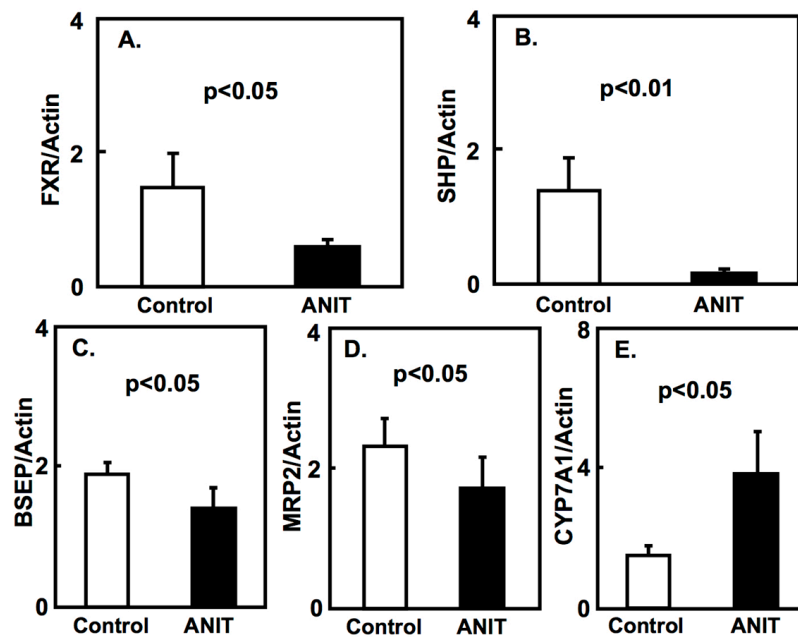 A.
p<0.05
FXR/Actin
4
2
0
Control ANIT
B.
p<0.01
SHP/Actin
4
2
0
Control ANIT
C.
p<0.05
BSEP/Actin
4
2
0
Control ANIT
D.
p<0.05
MRP2/Actin
4
2
0
Control ANIT
E.
p<0.05
CYP7A1/Actin
8
4
0
Control ANIT